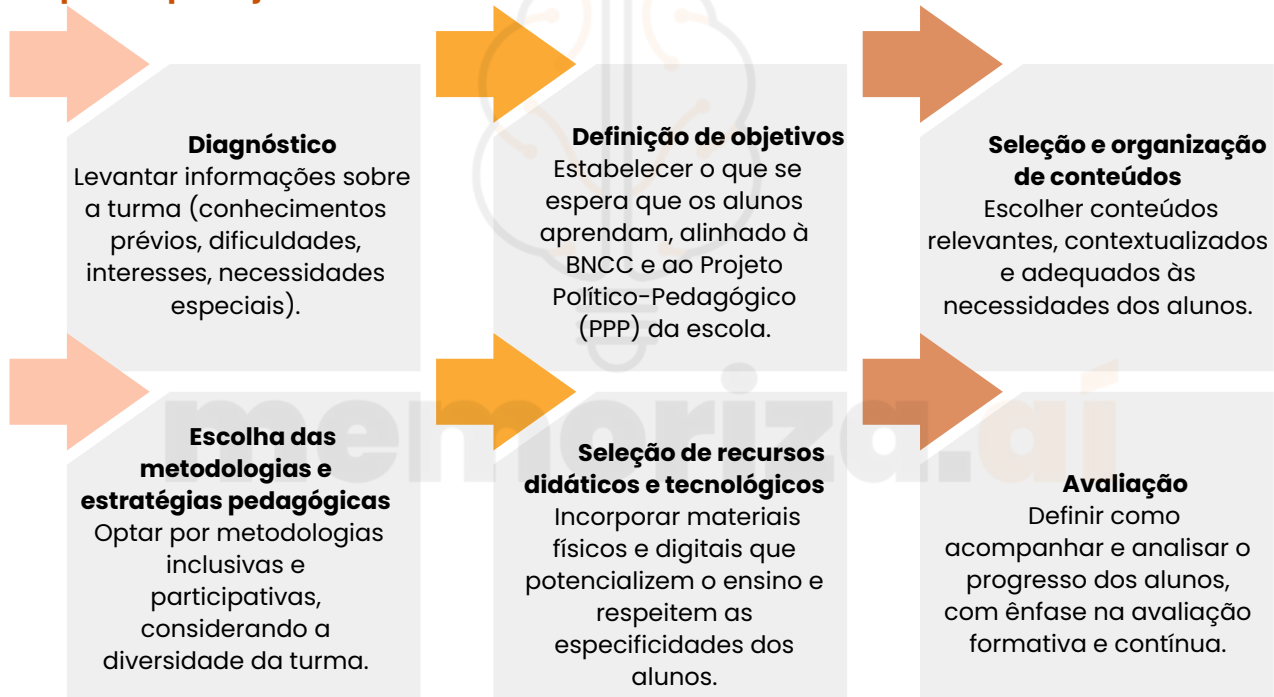 Diagnóstico
Levantar informações sobre
a turma (conhecimentos
prévios, dificuldades,
interesses, necessidades
especiais).
Definição de objetivos
Estabelecer o que se
espera que os alunos
aprendam, alinhado à
BNCC e ao Projeto
Político-Pedagógico
(PPP) da escola.
Seleção e organização
de conteúdos
Escolher conteúdos
relevantes, contextualizados
e adequados às
necessidades dos alunos.
Escolha das
metodologias e
estratégias pedagógicas
Optar por metodologias
inclusivas e
participativas,
considerando a
diversidade da turma.
Seleção de recursos
didáticos e tecnológicos
Incorporar materiais
físicos e digitais que
potencializem o ensino e
respeitem as
especificidades dos
alunos.
Avaliação
Definir como
acompanhar e analisar o
progresso dos alunos,
com ênfase na avaliação
formativa e contínua.
memoriza.aí